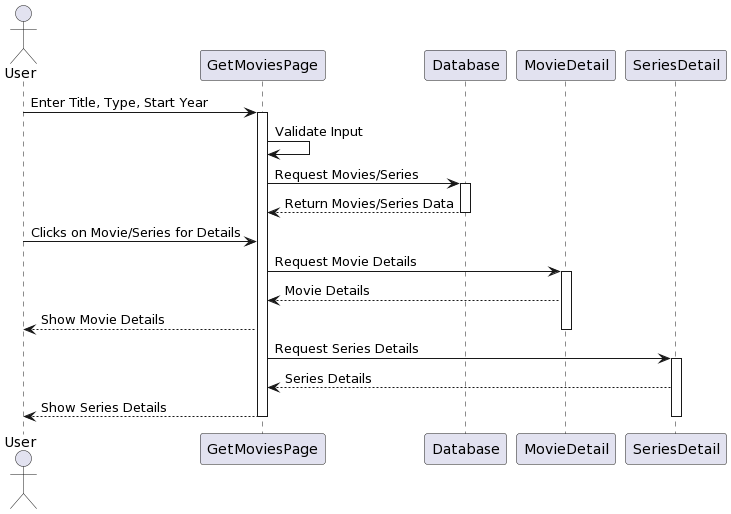 User
GetMoviesPage
Database
MovieDetail
SeriesDetail
Enter Title, Type, Start Year
Validate Input
Request Movies/Series
Return Movies/Series Data
Clicks on Movie/Series for Details
Request Movie Details
Movie Details
Show Movie Details
Request Series Details
Series Details
Show Series Details
User
GetMoviesPage
Database
MovieDetail
SeriesDetail